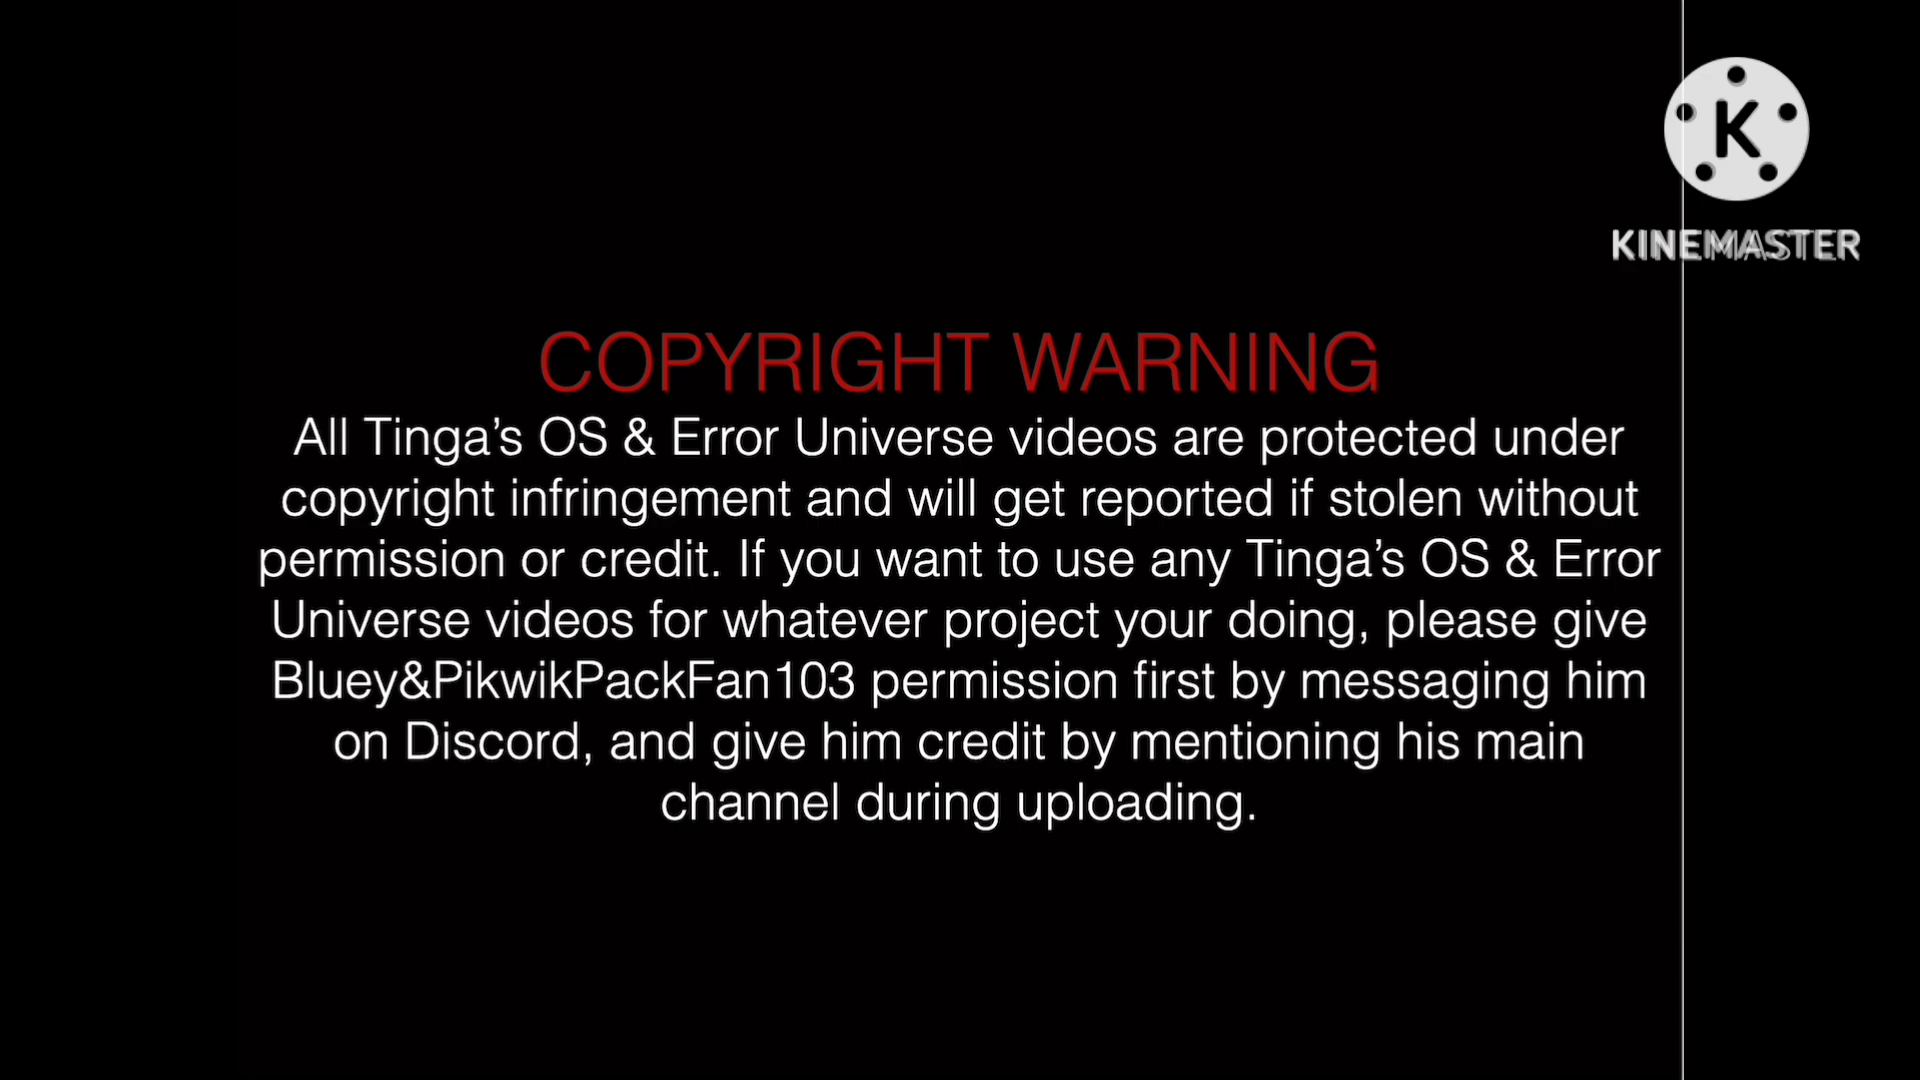 K
KINEMASTER
COPYRIGHT WARNING
All Tinga’s OS & Error Universe videos are protected under
copyright infringement and will get reported if stolen without
permission or credit. If you want to use any Tinga’s OS & Error
Universe videos for whatever project your doing, please give
Bluey&PikwikPackFan103 permission first by messaging him
on Discord, and give him credit by mentioning his main
channel during uploading.